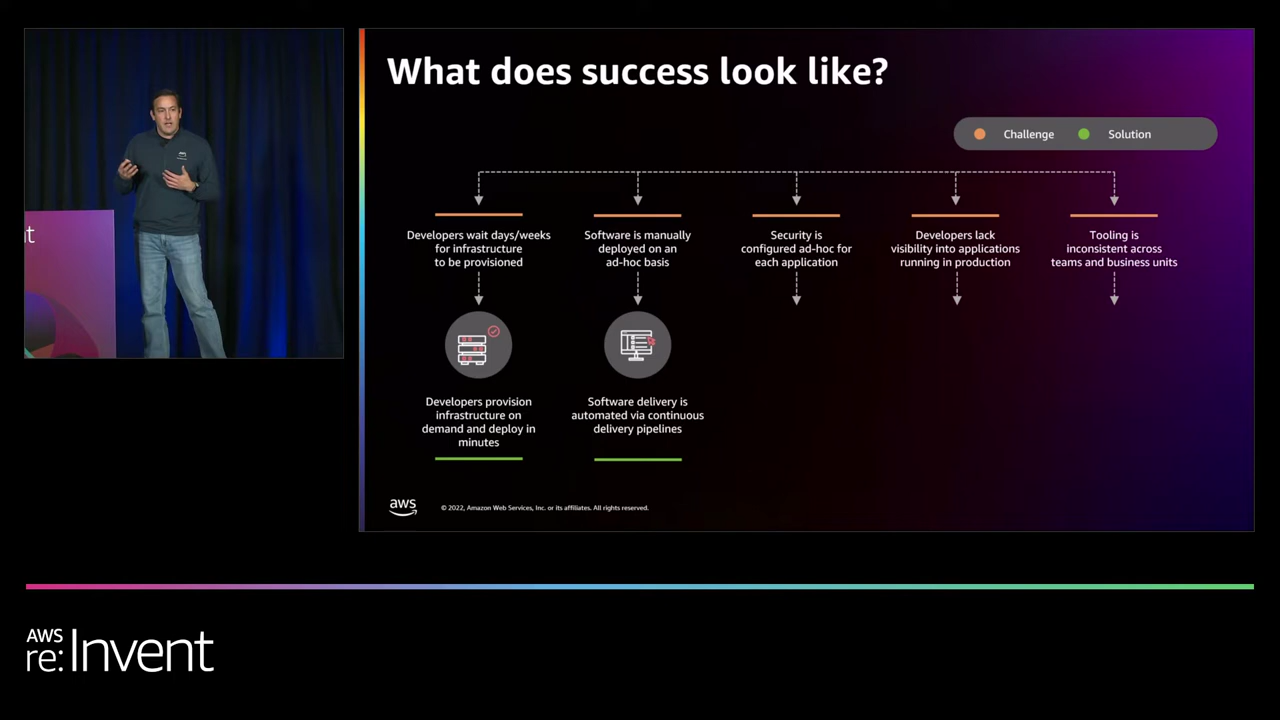 What does success look like?
Challenge
Solution
Developers wait days/weeks
for infrastructure
to be provisioned
Software is manually
deployed on an
ad-hoc basis
Security is
configured ad-hoc for
each application
Developers lack
visibility into applications
running in production
Tooling is
inconsistent across
teams and business units
Developers provision
infrastructure on
demand and deploy in
minutes
Software delivery is
automated via continuous
delivery pipelines
aws
© 2022, Amazon Web Services, Inc. or its affiliates. All rights reserved.
AWS
re:Invent